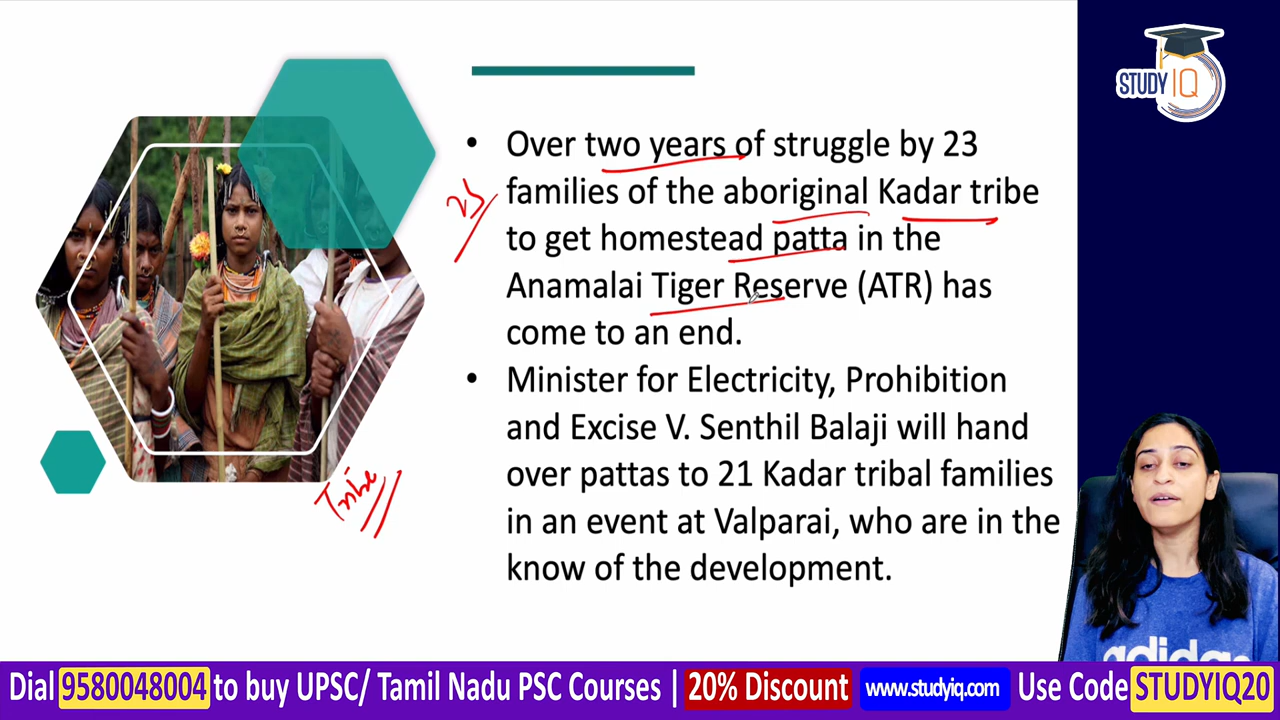 STUDY IQ
• Over two years of struggle by 23
families of the aboriginal Kadar tribe
to get homestead patta in the
Anamalai Tiger Reserve (ATR) has
come to an end.
• Minister for Electricity, Prohibition
and Excise V. Senthil Balaji will hand
over pattas to 21 Kadar tribal families
in an event at Valparai, who are in the
know of the development.
23
Tribe
adidas
Dial 9580048004 to buy UPSC/ Tamil Nadu PSC Courses | 20% Discount www.studyiq.com Use Code STUDYIQ20